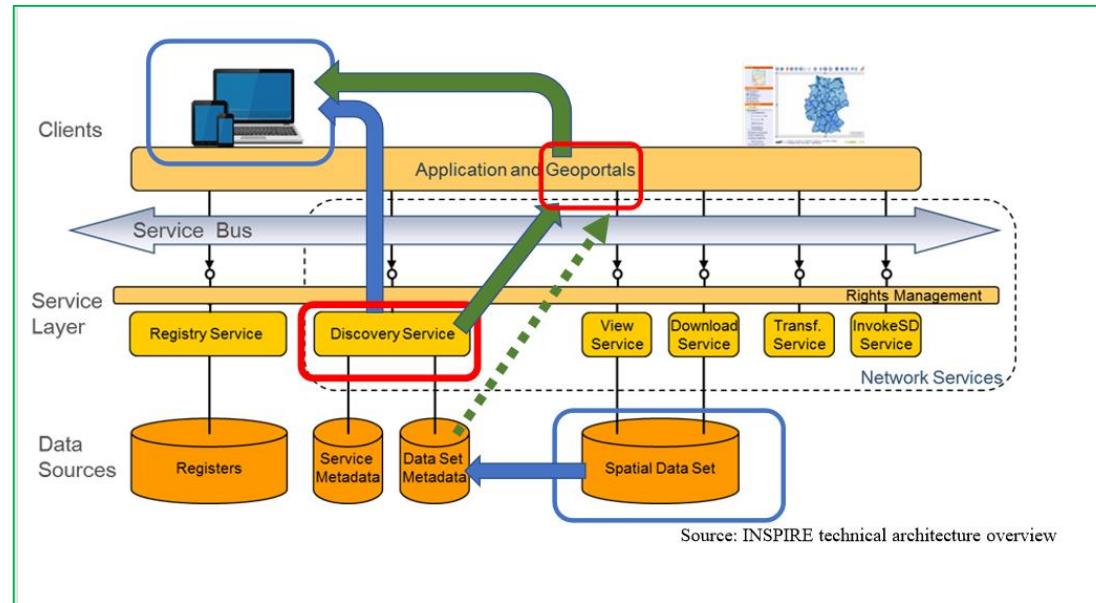 Clients
Application and Geoportals
Service Bus
Rights Management
Service
Layer
Registry Service
Discovery Service
View
Service
Download
Service
Transf.
Service
InvokeSD
Service
Network Services
Data
Sources
Registers
Service
Metadata
Data Set
Metadata
Spatial Data Set
Source: INSPIRE technical architecture overview